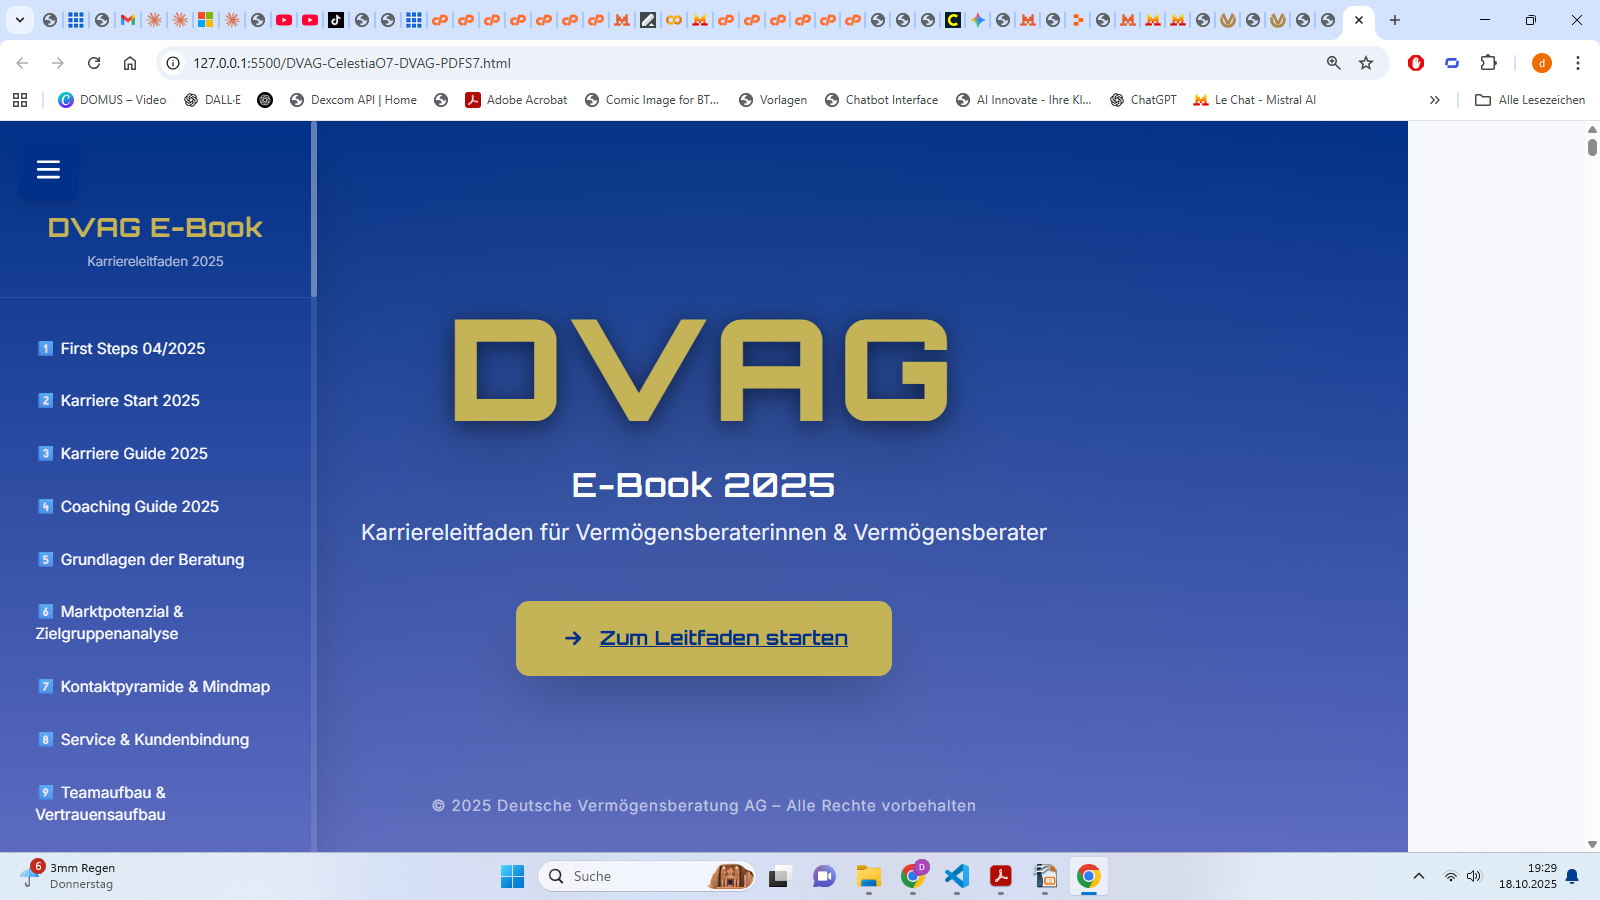 127.0.0.1:5500/DVAG-CelestiaO7-DVAG-PDFS7.html
d
DOMUS – Video
DALL·E
Dexcom API | Home
Adobe Acrobat
Comic Image for BT...
Vorlagen
Chatbot Interface
AI Innovate - Ihre KI...
ChatGPT
Le Chat - Mistral AI
Alle Lesezeichen
DVAG E-Book
Karriereleitfaden 2025
1 First Steps 04/2025
2 Karriere Start 2025
3 Karriere Guide 2025
4 Coaching Guide 2025
5 Grundlagen der Beratung
6 Marktpotenzial &
Zielgruppenanalyse
7 Kontaktpyramide & Mindmap
8 Service & Kundenbindung
9 Teamaufbau &
Vertrauensaufbau
DVAG
E-Book 2025
Karriereleitfaden für Vermögensberaterinnen & Vermögensberater
→ Zum Leitfaden starten
© 2025 Deutsche Vermögensberatung AG – Alle Rechte vorbehalten
6
3mm Regen
Donnerstag
Suche
D
19:29
18.10.2025